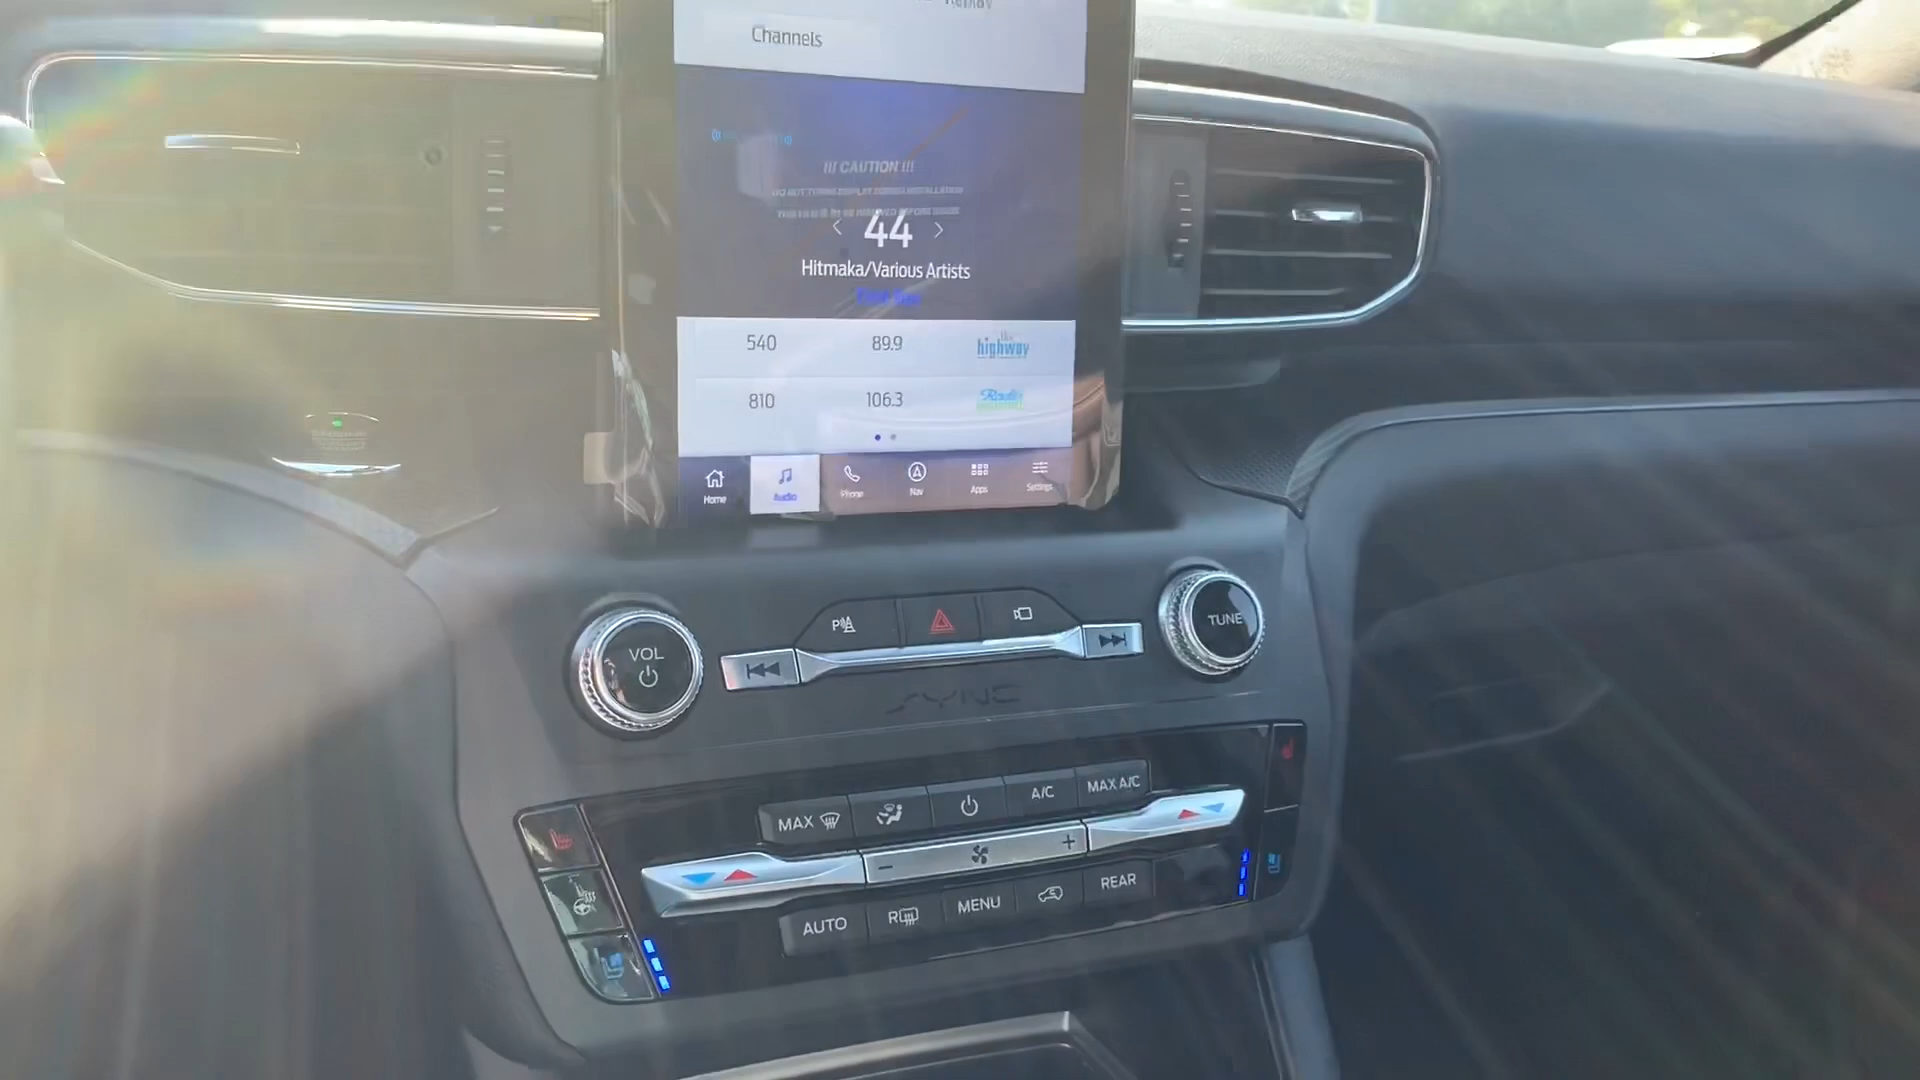 Channels
!!! CAUTION !!!
44
Hitmaka/Various Artists
540 89.9 the highway
810 106.3
Home Audio Phone Nav Apps Settings
P
VOL TUNE
SYNC
MAX A/C MAX A/C
- +
AUTO R MENU REAR